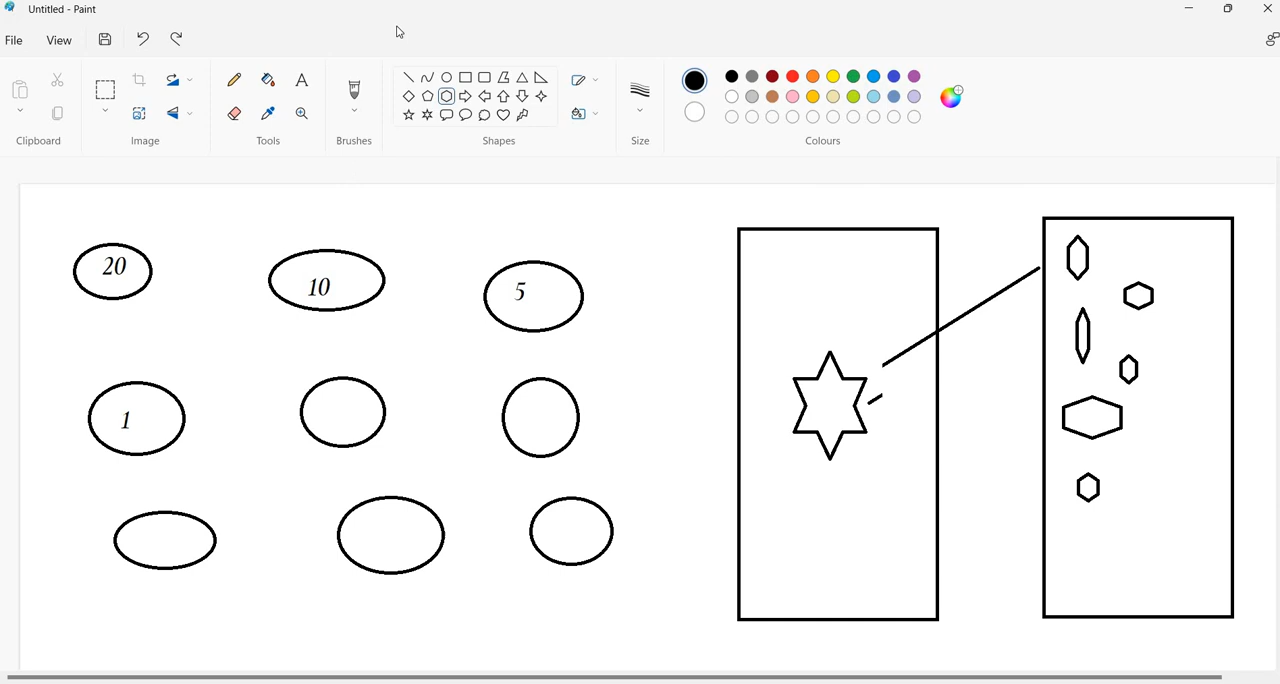 Untitled - Paint
File View
A
Clipboard Image Tools Brushes Shapes Size Colours
20 10 5
1